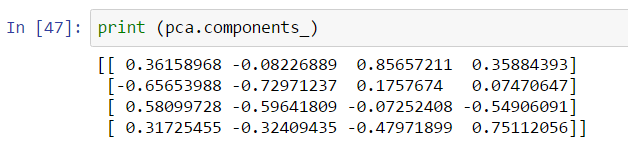 In [47]: print (pca.components_)
[[ 0.36158968 -0.08226889  0.85657211  0.35884393]
[-0.65653988 -0.72971237  0.1757674   0.07470647]
[ 0.58099728 -0.59641809 -0.07252408 -0.54906091]
[ 0.31725455 -0.32409435 -0.47971899  0.75112056]]